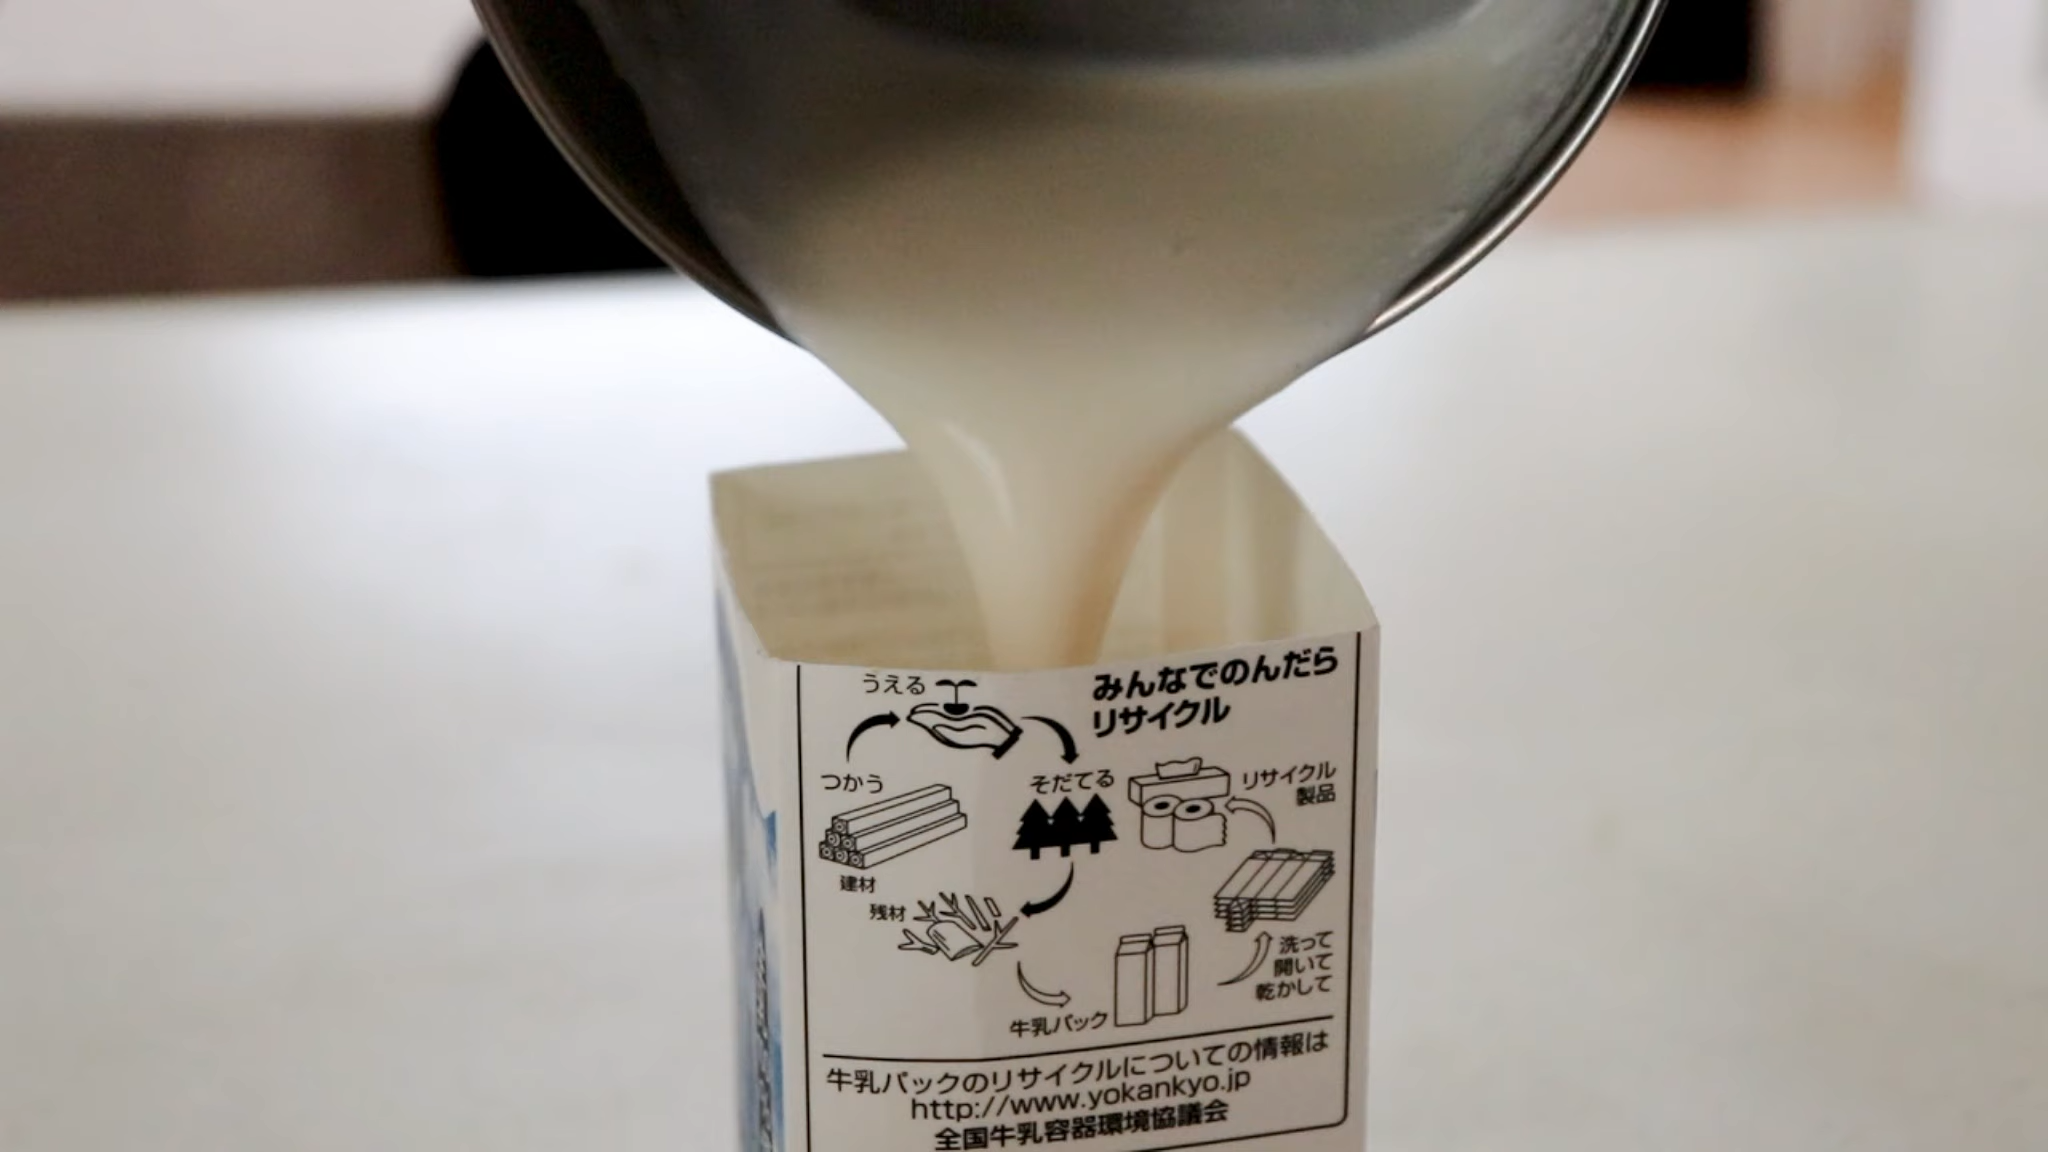 みんなでのんだら
リサイクル
うえる
つかう
そだてる
リサイクル
製品
建材
残材
洗って
開いて
乾かして
牛乳パック
牛乳パックのリサイクルについての情報は
http://www.yokankyo.jp
全国牛乳容器環境協議会